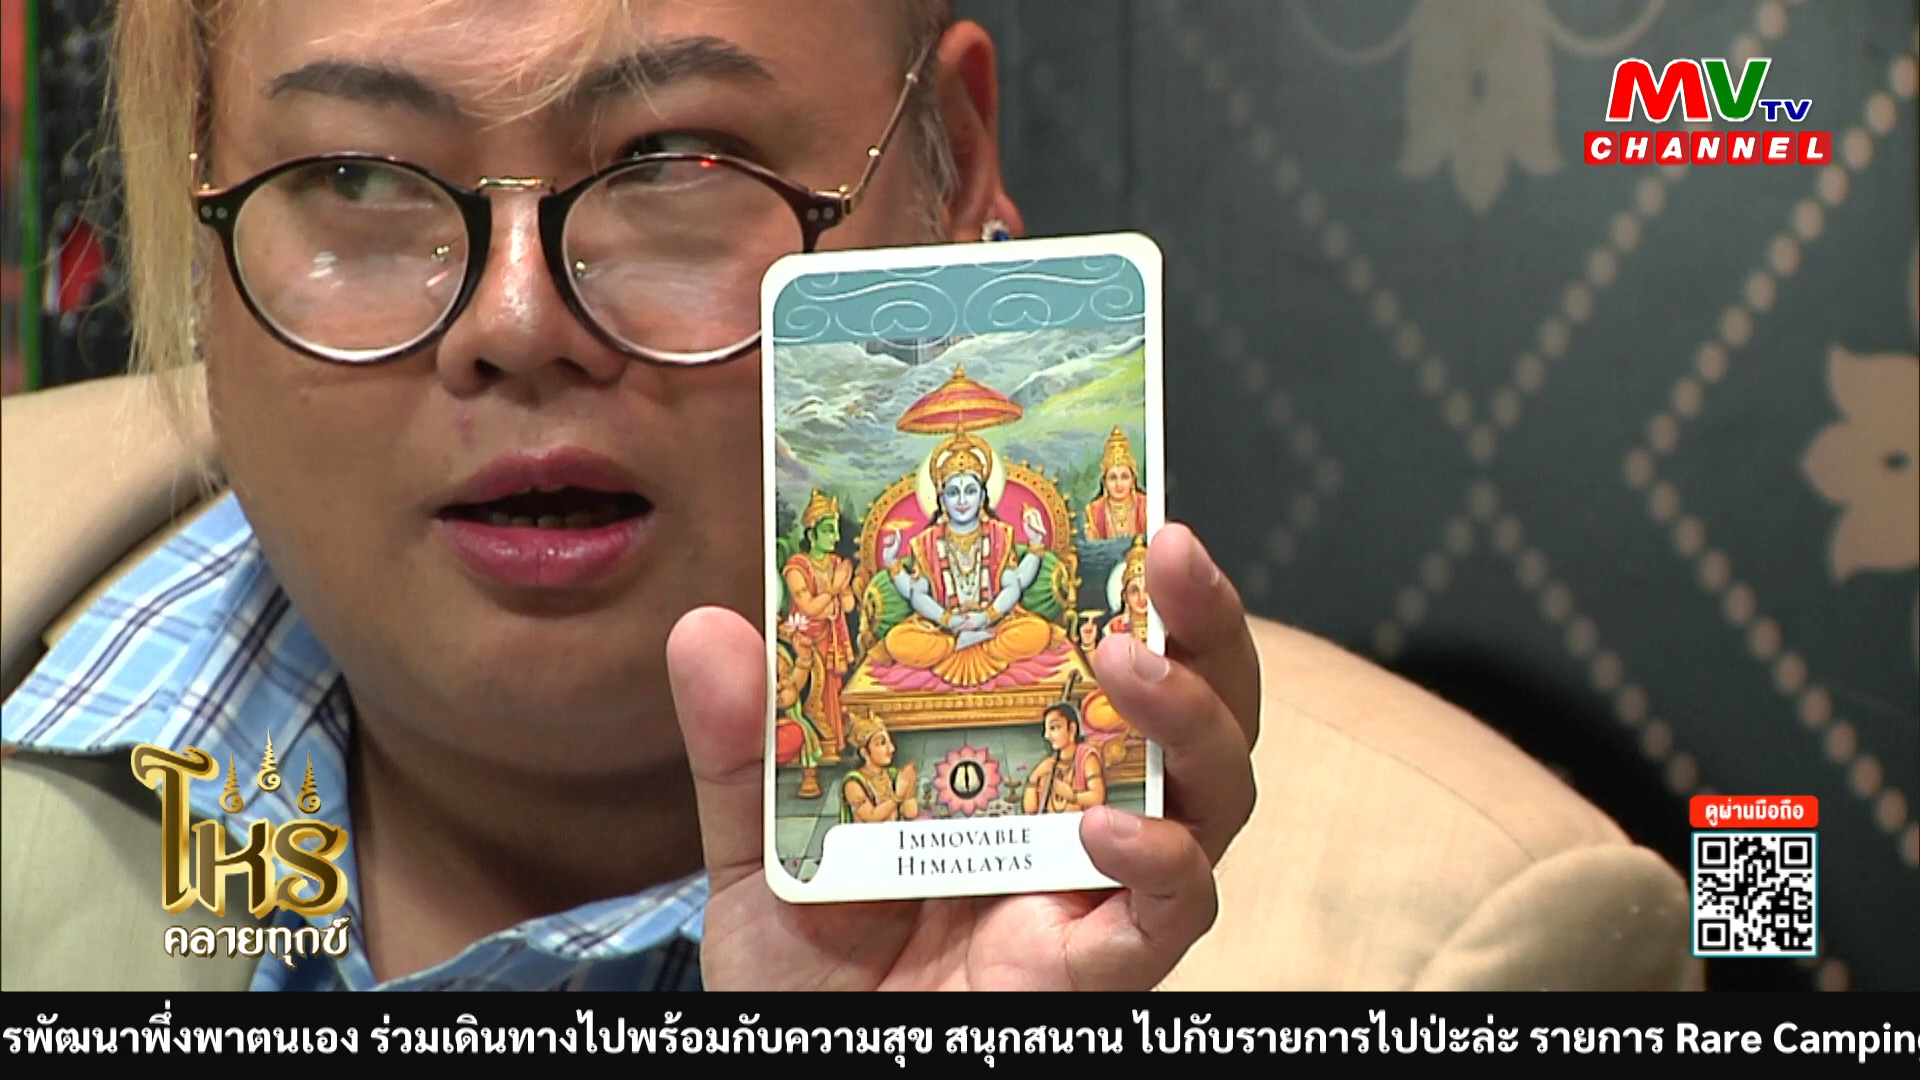 MVTV
CHANNEL
IMMOVABLE
HIMALAYAS
โหร
คลายทุกข์
ดูผ่านมือถือ
รพัฒนาพึ่งพาตนเอง ร่วมเดินทางไปพร้อมกับความสุข สนุกสนาน ไปกับรายการไปป่ะล่ะ รายการ Rare Camping